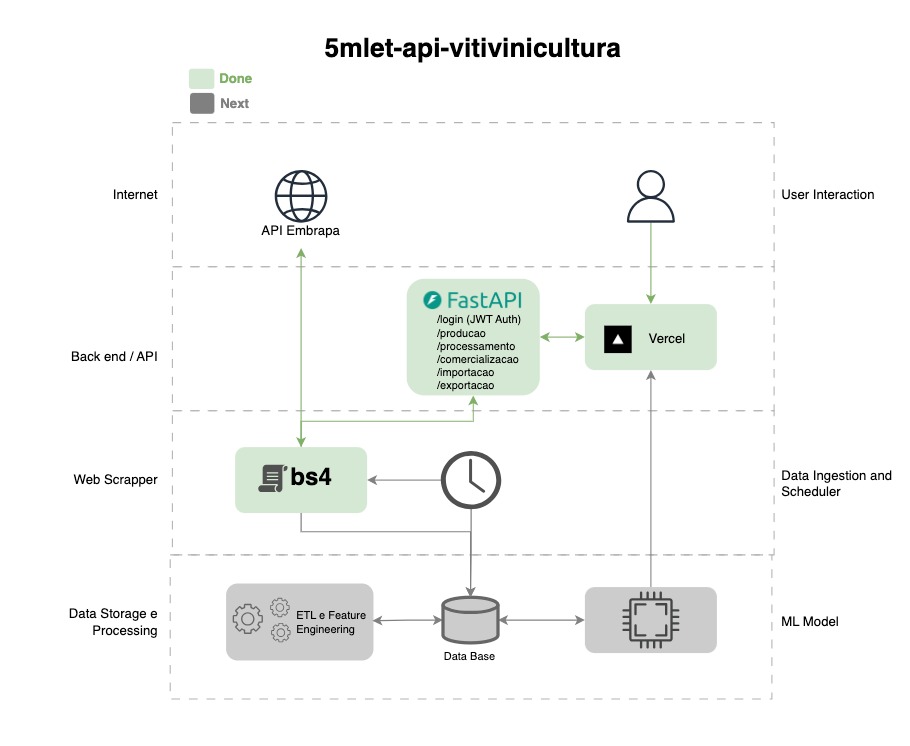 5mlet-api-vitivinicultura
Done
Next
Internet
API Embrapa
User Interaction
Back end / API
FastAPI
/login (JWT Auth)
/producao
/processamento
/comercializacao
/importacao
/exportacao
Vercel
Web Scrapper
bs4
Data Ingestion and
Scheduler
Data Storage e
Processing
ETL e Feature
Engineering
Data Base
ML Model